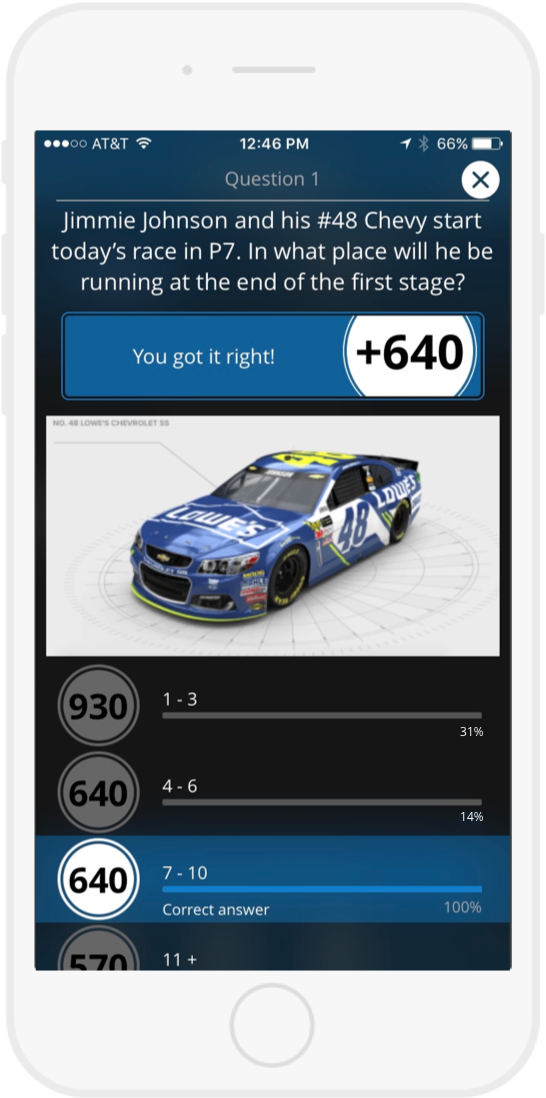 AT&T 12:46 PM 66%
Question 1
Jimmie Johnson and his #48 Chevy start
today's race in P7. In what place will he be
running at the end of the first stage?
You got it right! +640
NO. 48 LOWE'S CHEVROLET SS
LOWE'S
LOWE'S
48
930 1 - 3
31%
640 4 - 6
14%
640 7 - 10
Correct answer 100%
570 11 +